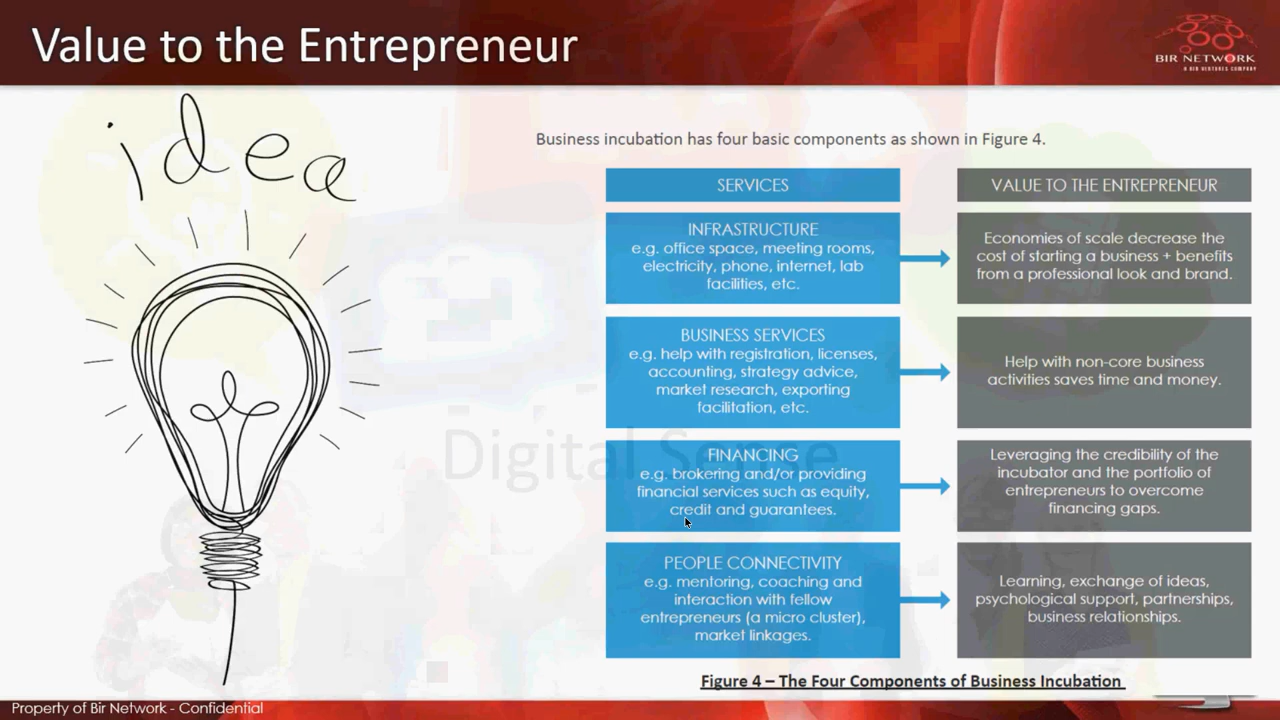 Value to the Entrepreneur
BIR NETWORK
A BIR VENTURES COMPANY
idea
Business incubation has four basic components as shown in Figure 4.
SERVICES
VALUE TO THE ENTREPRENEUR
INFRASTRUCTURE
e.g. office space, meeting rooms,
electricity, phone, internet, lab
facilities, etc.
Economies of scale decrease the
cost of starting a business + benefits
from a professional look and brand.
BUSINESS SERVICES
e.g. help with registration, licenses,
accounting, strategy advice,
market research, exporting
facilitation, etc.
Help with non-core business
activities saves time and money.
Digital Sense
FINANCING
e.g. brokering and/or providing
financial services such as equity,
credit and guarantees.
Leveraging the credibility of the
incubator and the portfolio of
entrepreneurs to overcome
financing gaps.
PEOPLE CONNECTIVITY
e.g. mentoring, coaching and
interaction with fellow
entrepreneurs (a micro cluster),
market linkages.
Learning, exchange of ideas,
psychological support, partnerships,
business relationships.
Figure 4 – The Four Components of Business Incubation
Property of Bir Network - Confidential